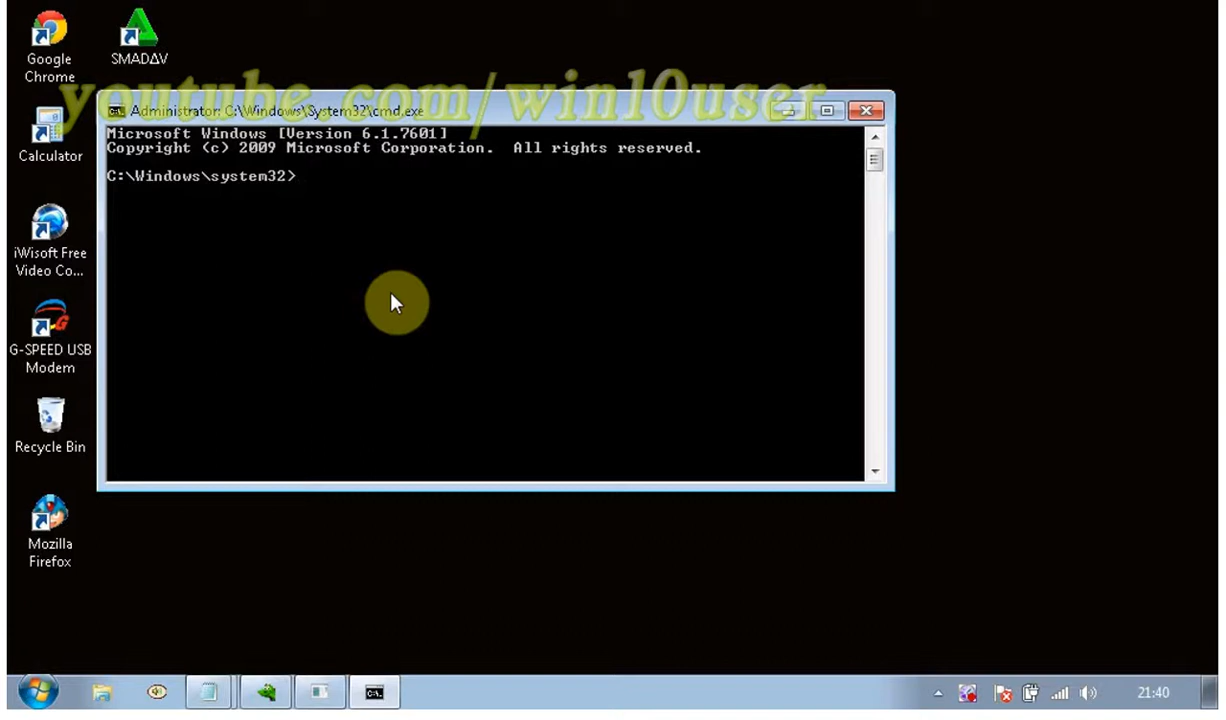 Google
Chrome
SMADΔV
youtube.com/win10user
Administrator: C:\Windows\System32\cmd.exe
Microsoft Windows [Version 6.1.7601]
Copyright (c) 2009 Microsoft Corporation.  All rights reserved.
C:\Windows\system32>
Calculator
iWisoft Free
Video Co...
G-SPEED USB
Modem
Recycle Bin
Mozilla
Firefox
21:40